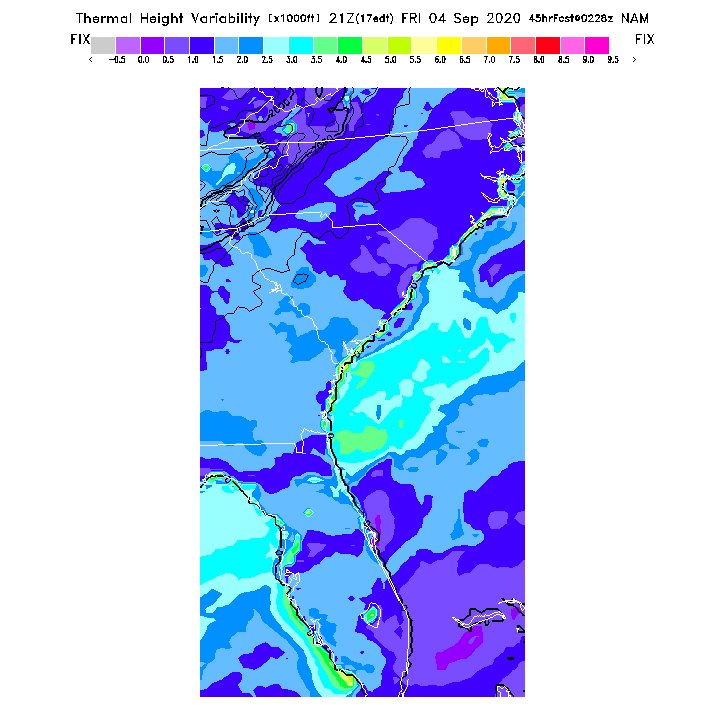 Thermal Height Variability [x1000ft] 21Z(17edt) FRI 04 Sep 2020 45hrFcst@0228z NAM
FIX FIX
< -0.5 0.0 0.5 1.0 1.5 2.0 2.5 3.0 3.5 4.0 4.5 5.0 5.5 6.0 6.5 7.0 7.5 8.0 8.5 9.0 9.5 >